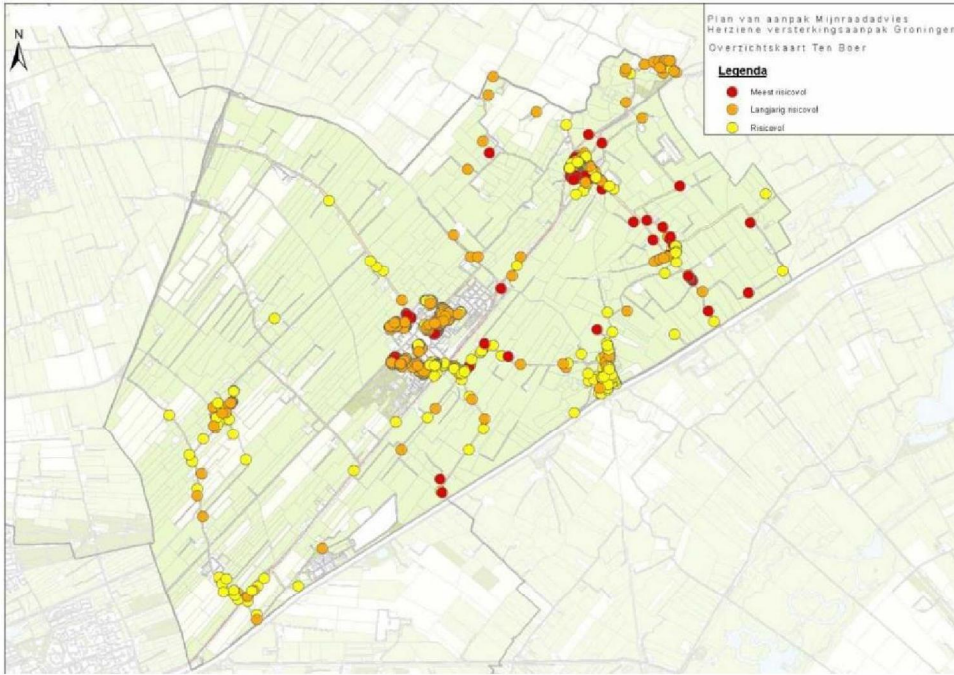 Plan van aanpak Mijnraadadvies
Herziene versterkingsaanpak Groningen
Overzichtskaart Ten Boer
N
Legenda
Meest risicovol
Langjarig risicovol
Risicovol